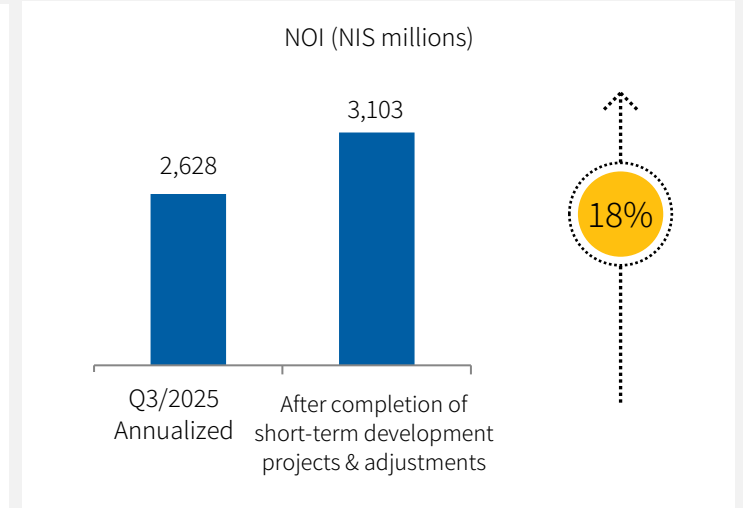 NOI (NIS millions)
3,103
2,628
18%
Q3/2025
Annualized
After completion of
short-term development
projects & adjustments